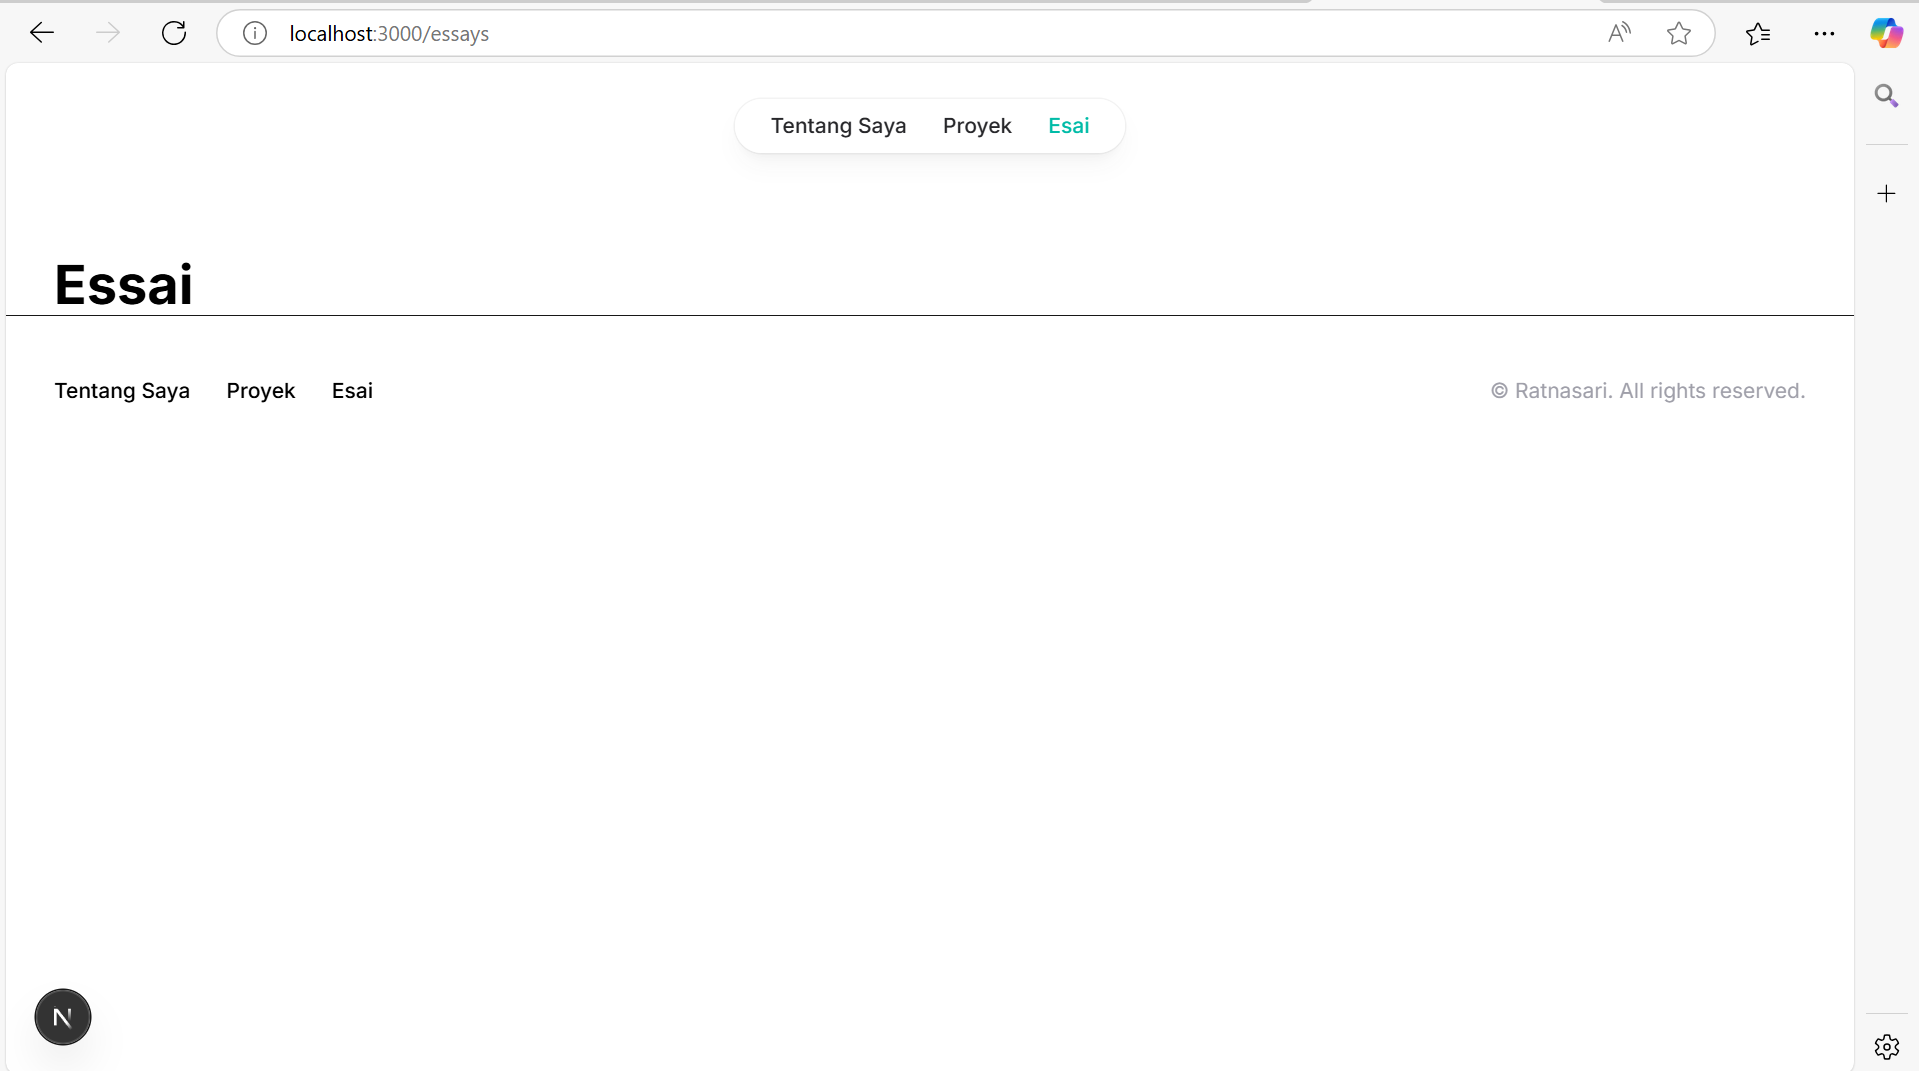 localhost:3000/essays
Tentang Saya Proyek Esai
Essai
Tentang Saya Proyek Esai © Ratnasari. All rights reserved.
N